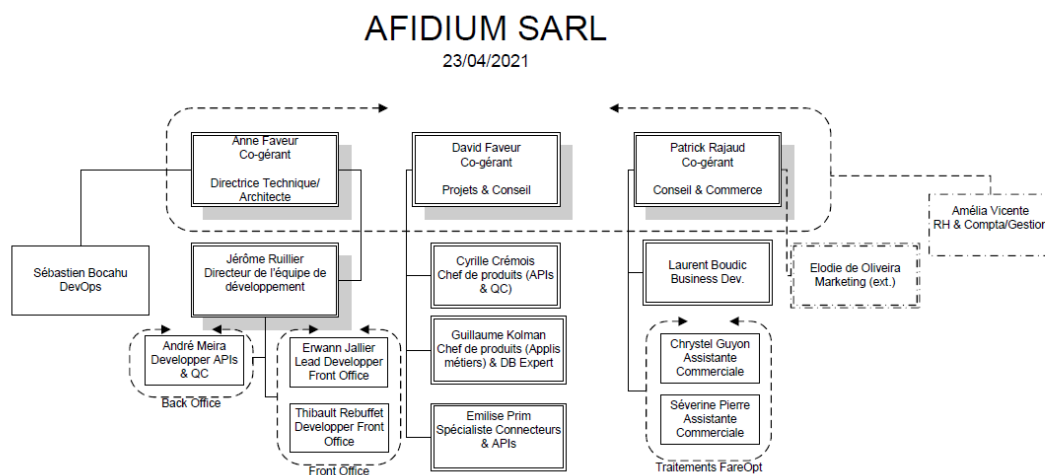 AFIDIUM SARL
23/04/2021
Anne Faveur
Co-gérant
Directrice Technique/
Architecte
David Faveur
Co-gérant
Projets & Conseil
Patrick Rajaud
Co-gérant
Conseil & Commerce
Amélia Vicente
RH & Compta/Gestion
Sébastien Bocahu
DevOps
Jérôme Ruillier
Directeur de l'équipe de
développement
Cyrille Crémois
Chef de produits (APIs
& QC)
Laurent Boudic
Business Dev.
Elodie de Oliveira
Marketing (ext.)
André Meira
Developper APIs
& QC
Back Office
Erwann Jallier
Lead Developper
Front Office
Thibault Rebuffet
Developper Front
Office
Front Office
Guillaume Kolman
Chef de produits (Applis
métiers) & DB Expert
Emilise Prim
Spécialiste Connecteurs
& APIs
Chrystel Guyon
Assistante
Commerciale
Séverine Pierre
Assistante
Commerciale
Traitements FareOpt